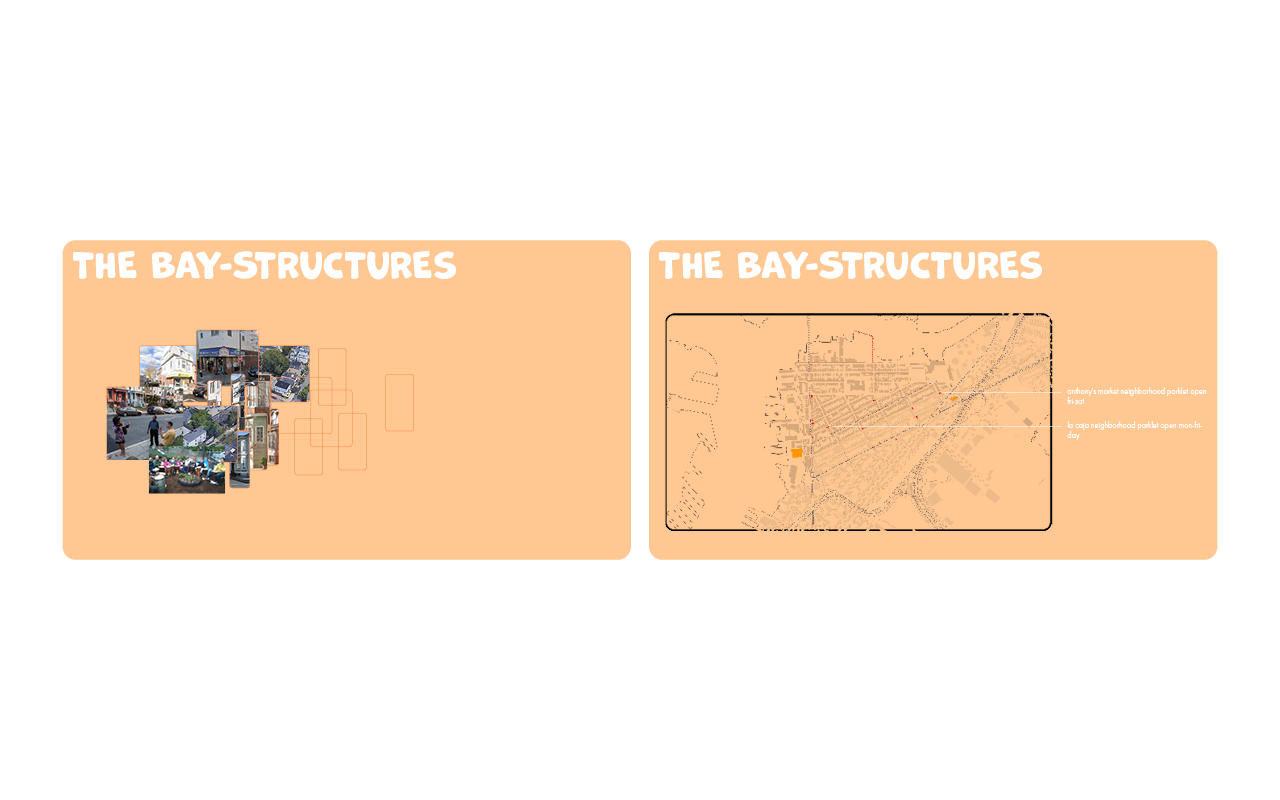 THE BAY-STRUCTURES
THE BAY-STRUCTURES
anthony's market neighborhood parklet open
fri-sat
la caja neighborhood parklet open mon-fri-
day